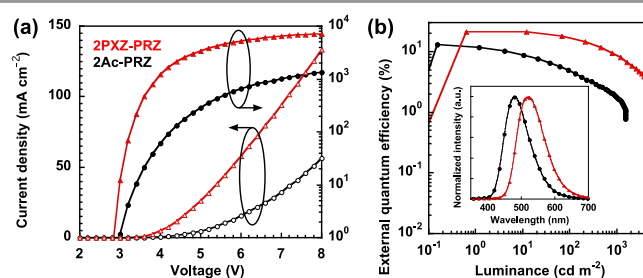 (a)
2PXZ-PRZ
2Ac-PRZ
Current density (mA cm⁻²)
150
100
50
0
10⁴
10³
10²
10¹
10⁰
2 3 4 5 6 7 8
Voltage (V)
(b)
External quantum efficiency (%)
10¹
10⁰
10⁻¹
10⁻²
10⁻¹ 10⁰ 10¹ 10² 10³
Luminance (cd m⁻²)
Normalized intensity (a.u.)
400 500 600 700
Wavelength (nm)